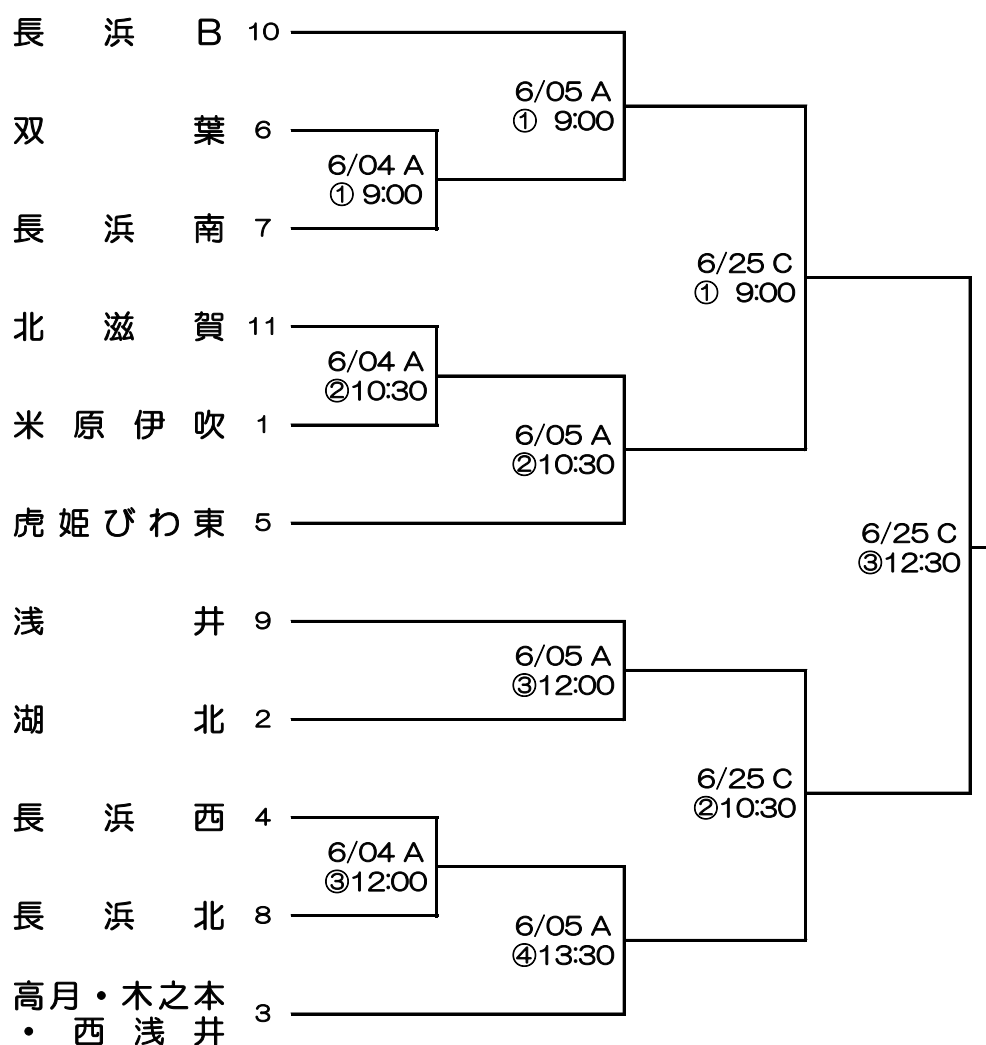 長浜B 10
6/05 A
① 9:00
双葉 6
6/04 A
① 9:00
長浜南 7
6/25 C
① 9:00
北滋賀 11
6/04 A
②10:30
米原伊吹 1
6/05 A
②10:30
虎姫びわ東 5
6/25 C
③12:30
浅井 9
6/05 A
③12:00
湖北 2
6/25 C
②10:30
長浜西 4
6/04 A
③12:00
長浜北 8
6/05 A
④13:30
高月・木之本
・西浅井 3